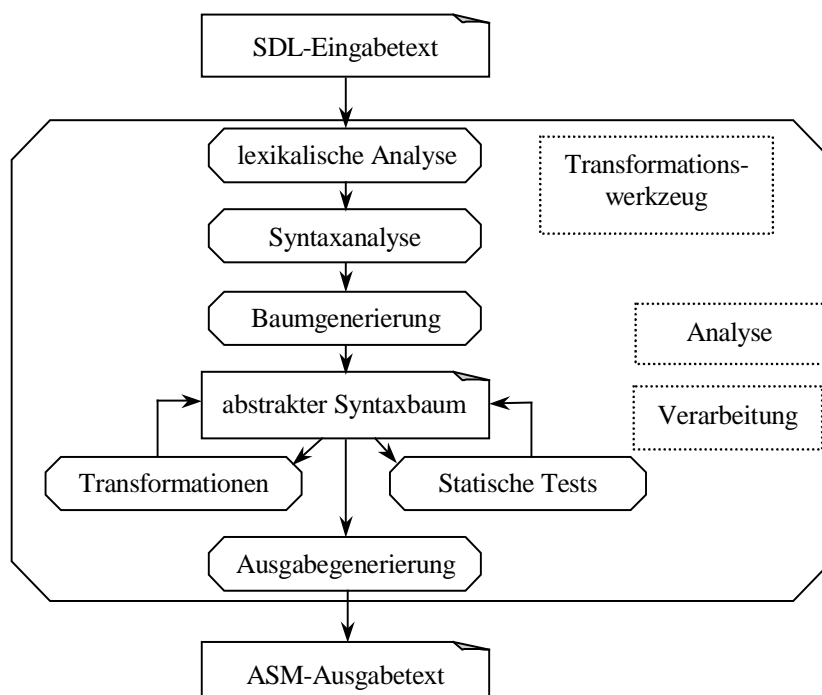 SDL-Eingabetext
lexikalische Analyse
Transformations-
werkzeug
Syntaxanalyse
Baumgenerierung
Analyse
abstrakter Syntaxbaum
Verarbeitung
Transformationen
Statische Tests
Ausgabegenerierung
ASM-Ausgabetext